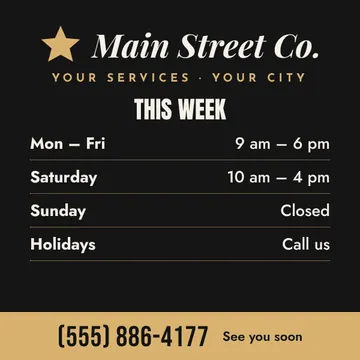 Main Street Co.
YOUR SERVICES · YOUR CITY
THIS WEEK
Mon – Fri 9 am – 6 pm
Saturday 10 am – 4 pm
Sunday Closed
Holidays Call us
(555) 886-4177 See you soon